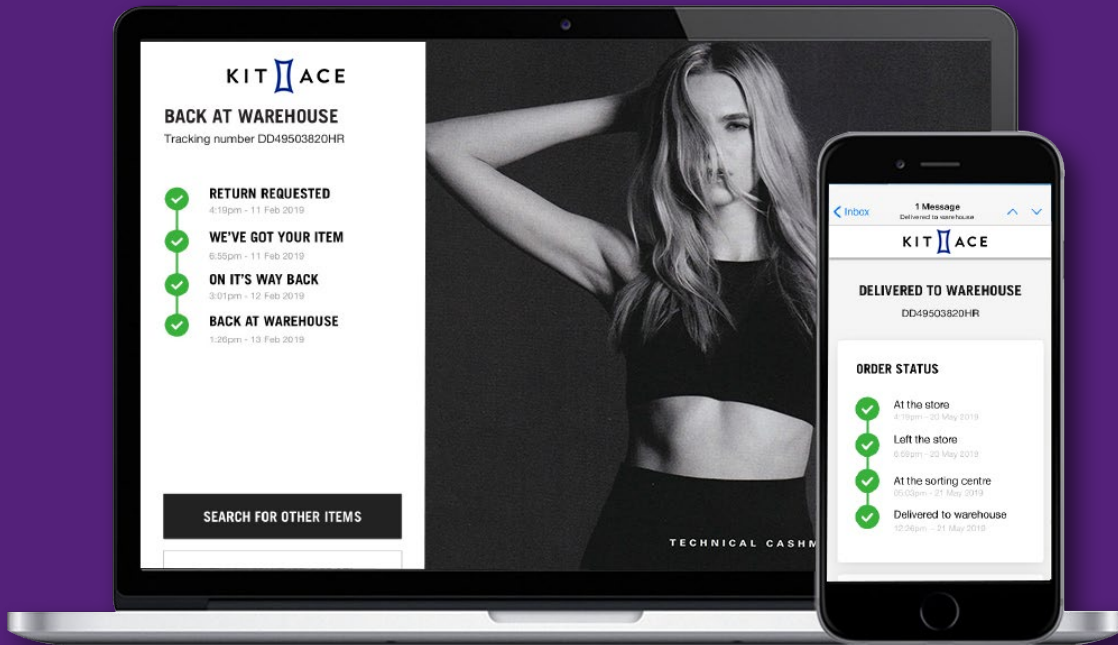 KIT ACE
BACK AT WAREHOUSE
Tracking number DD49503820HR
RETURN REQUESTED
4:19pm - 11 Feb 2019
WE'VE GOT YOUR ITEM
6:55pm - 11 Feb 2019
ON IT'S WAY BACK
3:01pm - 12 Feb 2019
BACK AT WAREHOUSE
1:26pm - 13 Feb 2019
SEARCH FOR OTHER ITEMS
TECHNICAL
Inbox
1 Message
Delivered to warehouse
KIT ACE
DELIVERED TO WAREHOUSE
DD49503820HR
ORDER STATUS
At the store
4:19pm - 20 May 2019
Left the store
6:59pm - 20 May 2019
At the sorting centre
05:03pm - 21 May 2019
Delivered to warehouse
12:26pm - 21 May 2019